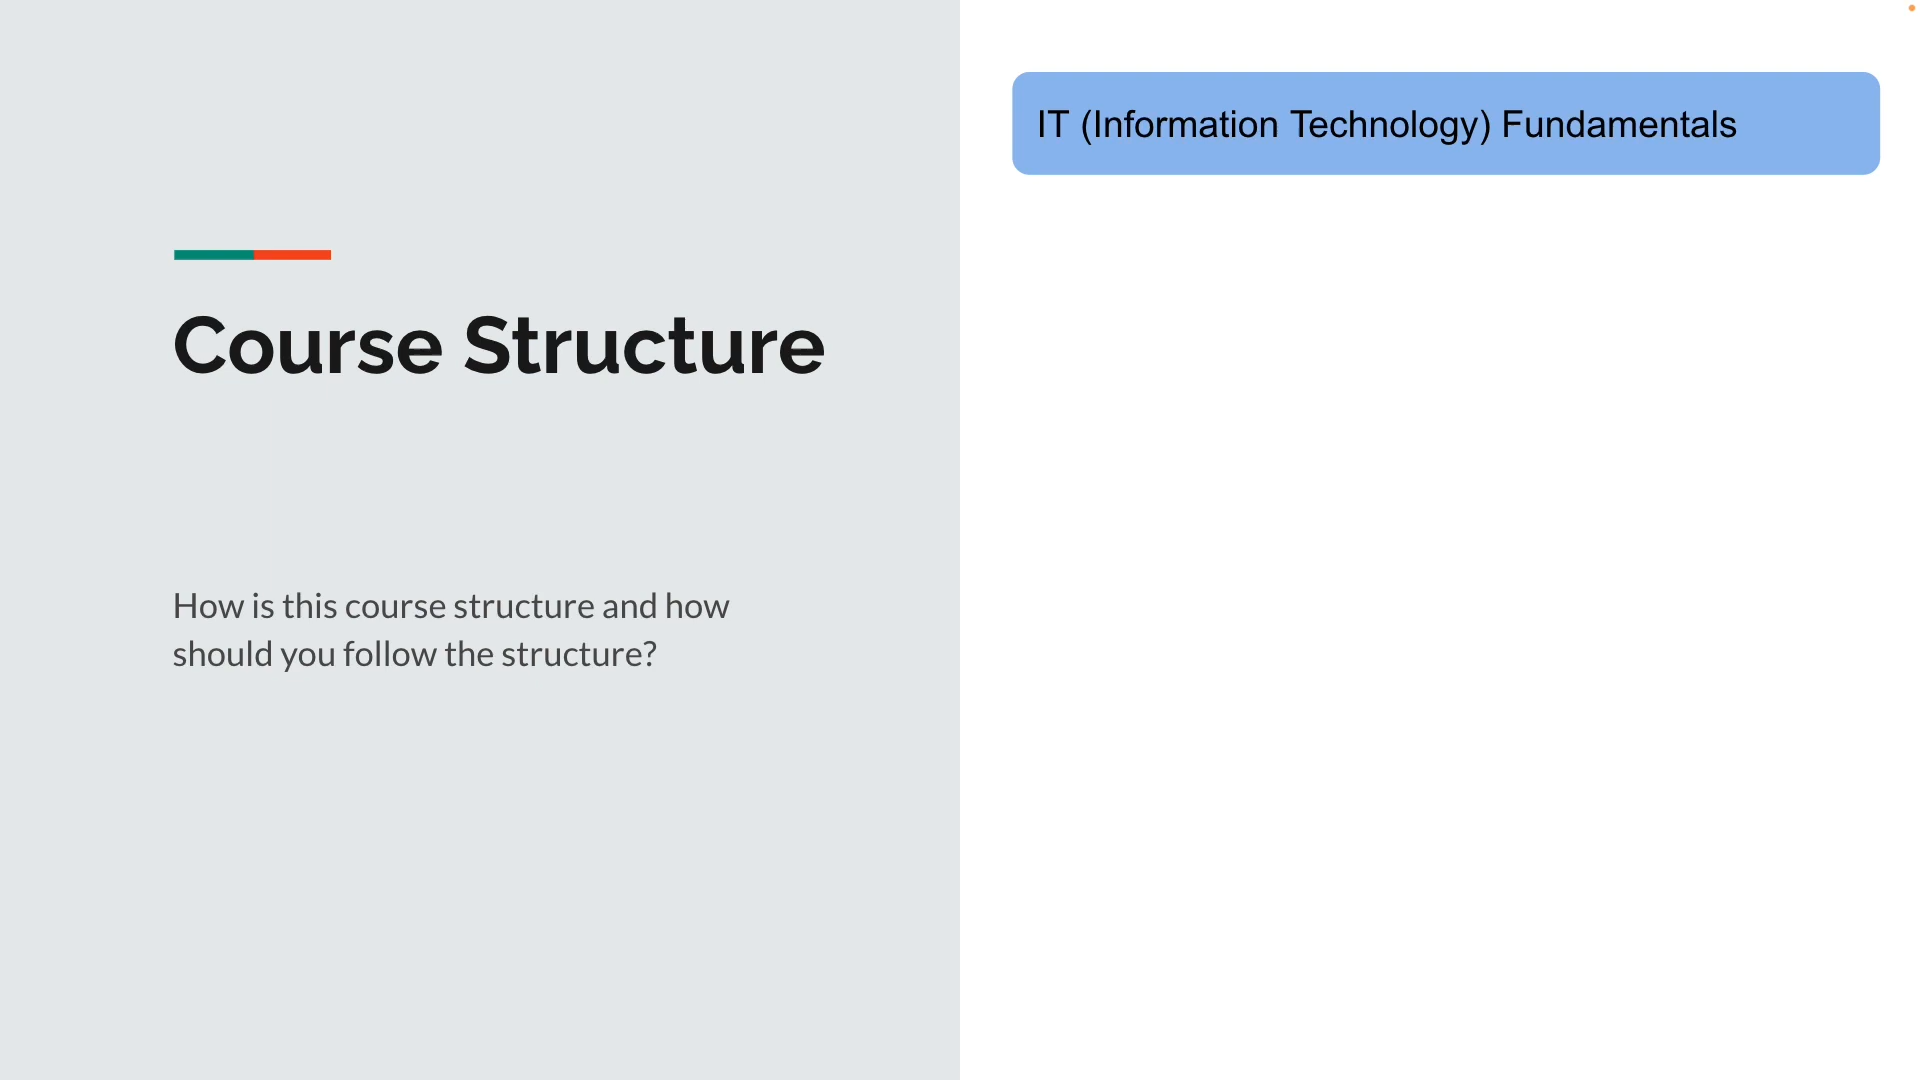 Course Structure
How is this course structure and how
should you follow the structure?
IT (Information Technology) Fundamentals